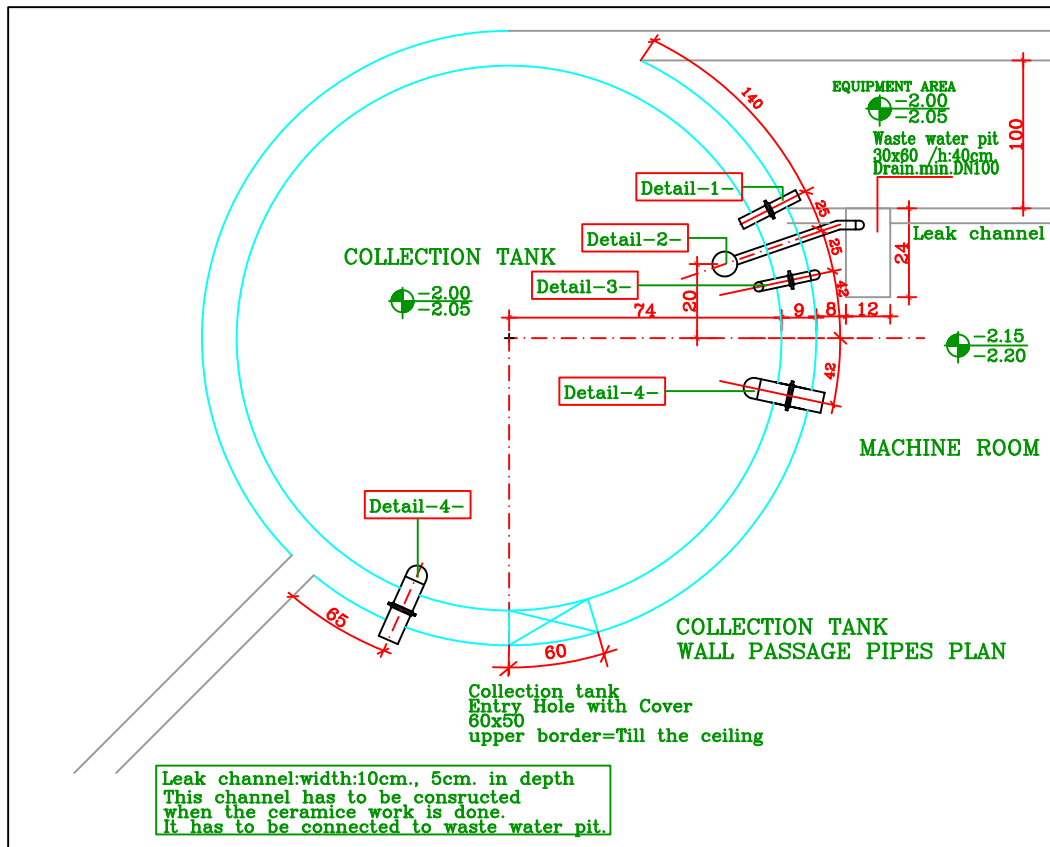 140
EQUIPMENT AREA
-2.00
-2.05
Waste water pit
30x60 /h:40cm.
Drain.min.DN100
100
Detail-1-
25
Detail-2-
25
Leak channel
24
COLLECTION TANK
-2.00
-2.05
Detail-3-
42
20
74
9
8
12
-2.15
-2.20
42
Detail-4-
MACHINE ROOM
Detail-4-
65
60
COLLECTION TANK
WALL PASSAGE PIPES PLAN
Collection tank
Entry Hole with Cover
60x50
upper border=Till the ceiling
Leak channel:width:10cm., 5cm. in depth
This channel has to be consructed
when the ceramice work is done.
It has to be connected to waste water pit.